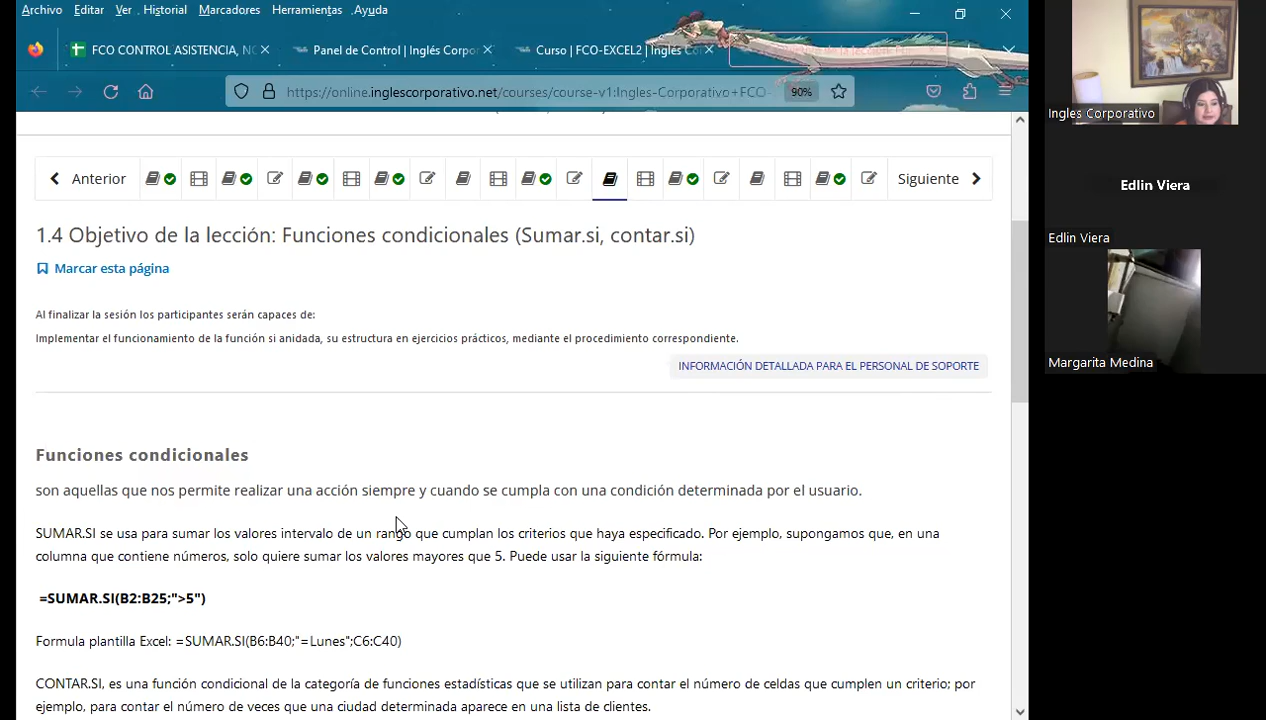 Archivo Editar Ver Historial Marcadores Herramientas Ayuda
FCO CONTROL ASISTENCIA, NO
Panel de Control | Inglés Corpor
Curso | FCO-EXCEL2 | Inglés Co
https://online.inglescorporativo.net/courses/course-v1:Ingles-Corporativo+FCO-
90%
Anterior
Siguiente
1.4 Objetivo de la lección: Funciones condicionales (Sumar.si, contar.si)
Marcar esta página
Al finalizar la sesión los participantes serán capaces de:
Implementar el funcionamiento de la función si anidada, su estructura en ejercicios prácticos, mediante el procedimiento correspondiente.
INFORMACIÓN DETALLADA PARA EL PERSONAL DE SOPORTE
Funciones condicionales
son aquellas que nos permite realizar una acción siempre y cuando se cumpla con una condición determinada por el usuario.
SUMAR.SI se usa para sumar los valores intervalo de un rango que cumplan los criterios que haya especificado. Por ejemplo, supongamos que, en una
columna que contiene números, solo quiere sumar los valores mayores que 5. Puede usar la siguiente fórmula:
=SUMAR.SI(B2:B25;">5")
Formula plantilla Excel: =SUMAR.SI(B6:B40;"=Lunes";C6:C40)
CONTAR.SI, es una función condicional de la categoría de funciones estadísticas que se utilizan para contar el número de celdas que cumplen un criterio; por
ejemplo, para contar el número de veces que una ciudad determinada aparece en una lista de clientes.
Ingles Corporativo
Edlin Viera
Edlin Viera
Margarita Medina